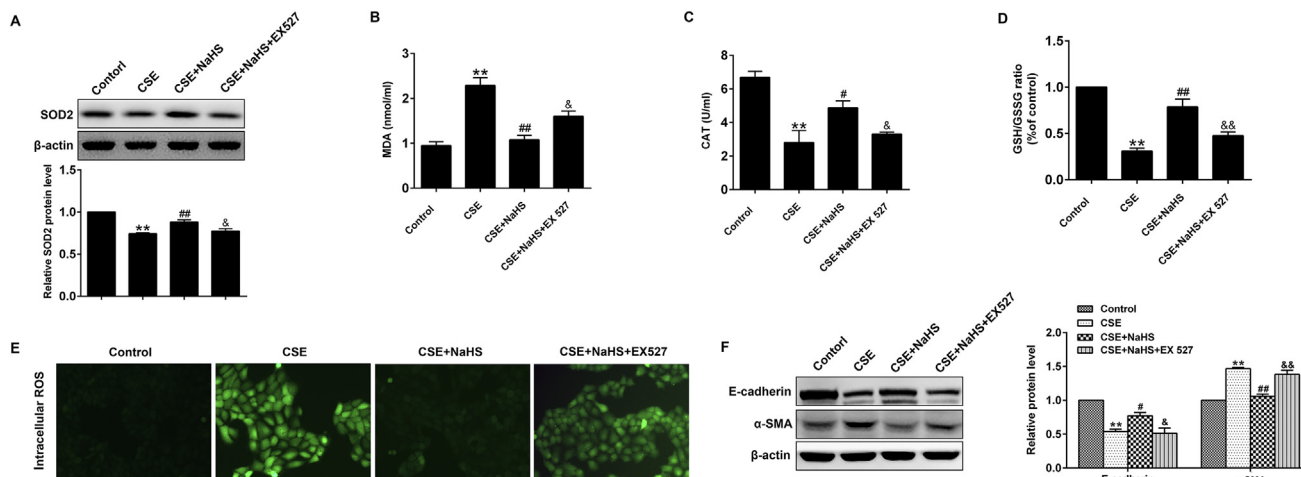 A
Contorl
CSE
CSE+NaHS
CSE+NaHS+EX527
SOD2
β-actin
Relative SOD2 protein level
1.5
1.0
0.5
0.0
**
##
&
B
MDA (nmol/ml)
3
2
1
0
**
##
&
Control
CSE
CSE+NaHS
CSE+NaHS+EX 527
C
CAT (U/ml)
8
6
4
2
0
**
#
&
Control
CSE
CSE+NaHS
CSE+NaHS+EX 527
D
GSH/GSSG ratio
(%of control)
1.5
1.0
0.5
0.0
**
##
&&
Control
CSE
CSE+NaHS
CSE+NaHS+EX 527
E
Control
CSE
CSE+NaHS
CSE+NaHS+EX527
Intracellular ROS
F
Contorl
CSE
CSE+NaHS
CSE+NaHS+EX527
E-cadherin
α-SMA
β-actin
Control
CSE
CSE+NaHS
CSE+NaHS+EX 527
Relative protein level
2.0
1.5
1.0
0.5
0.0
**
#
&
**
##
&&